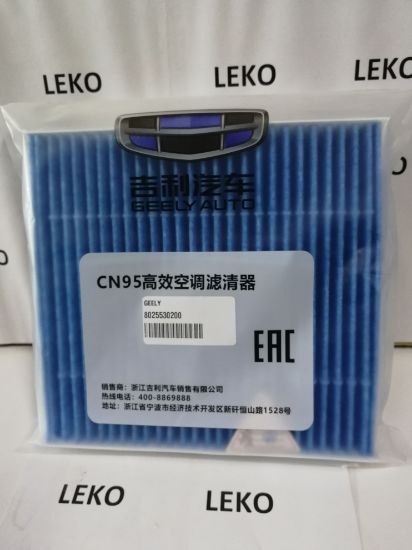 LEKO
LEKO
LEKO
LEKO
吉利汽车
GEELY AUTO
CN95高效空调滤清器
GEELY
8025530200
EAC
销售商：浙江吉利汽车销售有限公司
热线电话：400-8869888
地址：浙江省宁波市经济技术开发区新矸恒山路1528号
LEKO
LEKO
LEKO